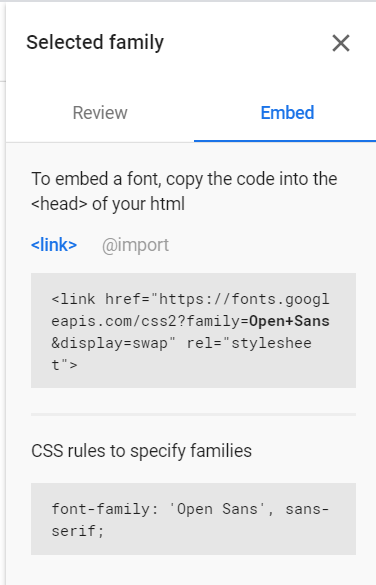 Selected family
Review
Embed
To embed a font, copy the code into the
<head> of your html
<link>
@import
<link href="https://fonts.googl
eapis.com/css2?family=Open+Sans
&display=swap" rel="styleshee
t">
CSS rules to specify families
font-family: 'Open Sans', sans-
serif;